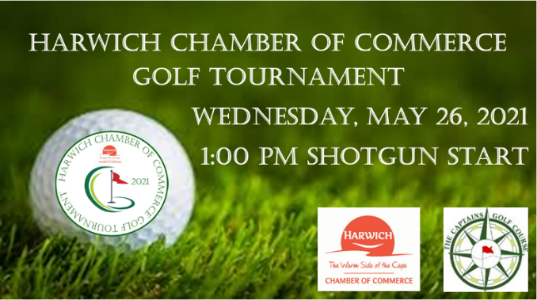 HARWICH CHAMBER OF COMMERCE
GOLF TOURNAMENT
WEDNESDAY, MAY 26, 2021
1:00 PM SHOTGUN START
HARWICH CHAMBER OF COMMERCE GOLF TOURNAMENT
HARWICH
2021
HARWICH
The Warm Side of the Cape
CHAMBER OF COMMERCE
THE CAPTAINS GOLF COURSE